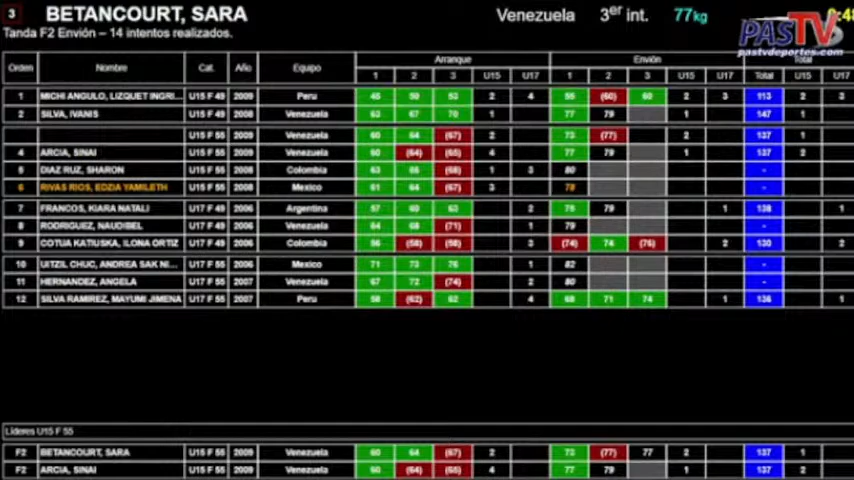 3 BETANCOURT, SARA Venezuela 3er int. 77kg
Tanda F2 Envión – 14 intentos realizados.
PASTV
pastvdeportes.com
Orden Nombre Cat. Año Equipo Arranque Envión Total
1 2 3 U15 U17 1 2 3 U15 U17 Total U15 U17
1 MICHI ANGULO, LIZQUET INGRI... U15 F 49 2009 Peru 45 50 53 2 4 55 (60) 60 2 3 113 2 3
2 SILVA, IVANIS U15 F 49 2008 Venezuela 63 67 70 1 77 79 1 147 1
U15 F 55 2009 Venezuela 60 64 (67) 2 73 (77) 2 137 1
4 ARCIA, SINAI U15 F 55 2009 Venezuela 60 (64) (65) 4 77 79 1 137 2
5 DIAZ RUZ, SHARON U15 F 55 2008 Colombia 63 (68) 1 3 80 -
6 RIVAS RIOS, EDZIA YAMILETH U15 F 55 2008 Mexico 61 64 (67) 3 78 -
7 FRANCOS, KIARA NATALI U17 F 49 2006 Argentina 57 60 63 2 79 1 138 1
8 RODRIGUEZ, NAUDIBEL U17 F 49 2006 Venezuela 64 68 (71) 1 79 -
9 COTUA KATIUSKA, ILONA ORTIZ U17 F 49 2006 Colombia 56 (58) (58) 3 (74) 74 (76) 2 130 2
10 UITZIL CHUC, ANDREA SAK NI... U17 F 55 2006 Mexico 71 73 76 1 82 -
11 HERNANDEZ, ANGELA U17 F 55 2007 Venezuela 67 72 (74) 2 80 -
12 SILVA RAMIREZ, MAYUMI JIMENA U17 F 55 2007 Peru 58 (62) 62 4 68 71 74 1 136 1
Líderes U15 F 55
F2 BETANCOURT, SARA U15 F 55 2009 Venezuela 60 64 (67) 2 73 (77) 77 2 137 1
F2 ARCIA, SINAI U15 F 55 2009 Venezuela 60 (64) (65) 4 77 79 1 137 2